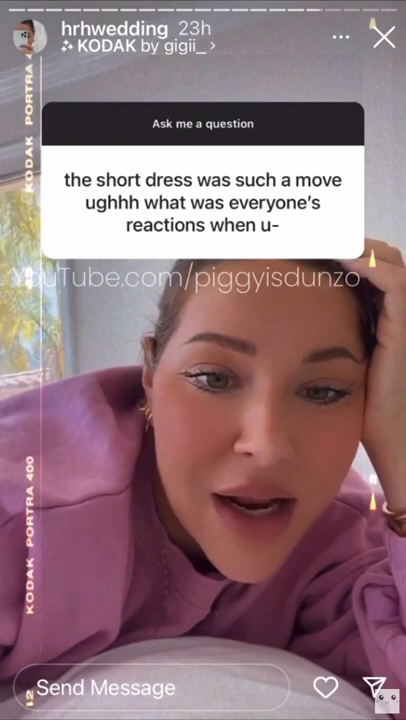 hrhwedding 23h
KODAK by gigii_ >
Ask me a question
the short dress was such a move
ughhh what was everyone's
reactions when u-
YouTube.com/piggyisdunzo
KODAK PORTRA 4
KODAK PORTRA 400
Send Message